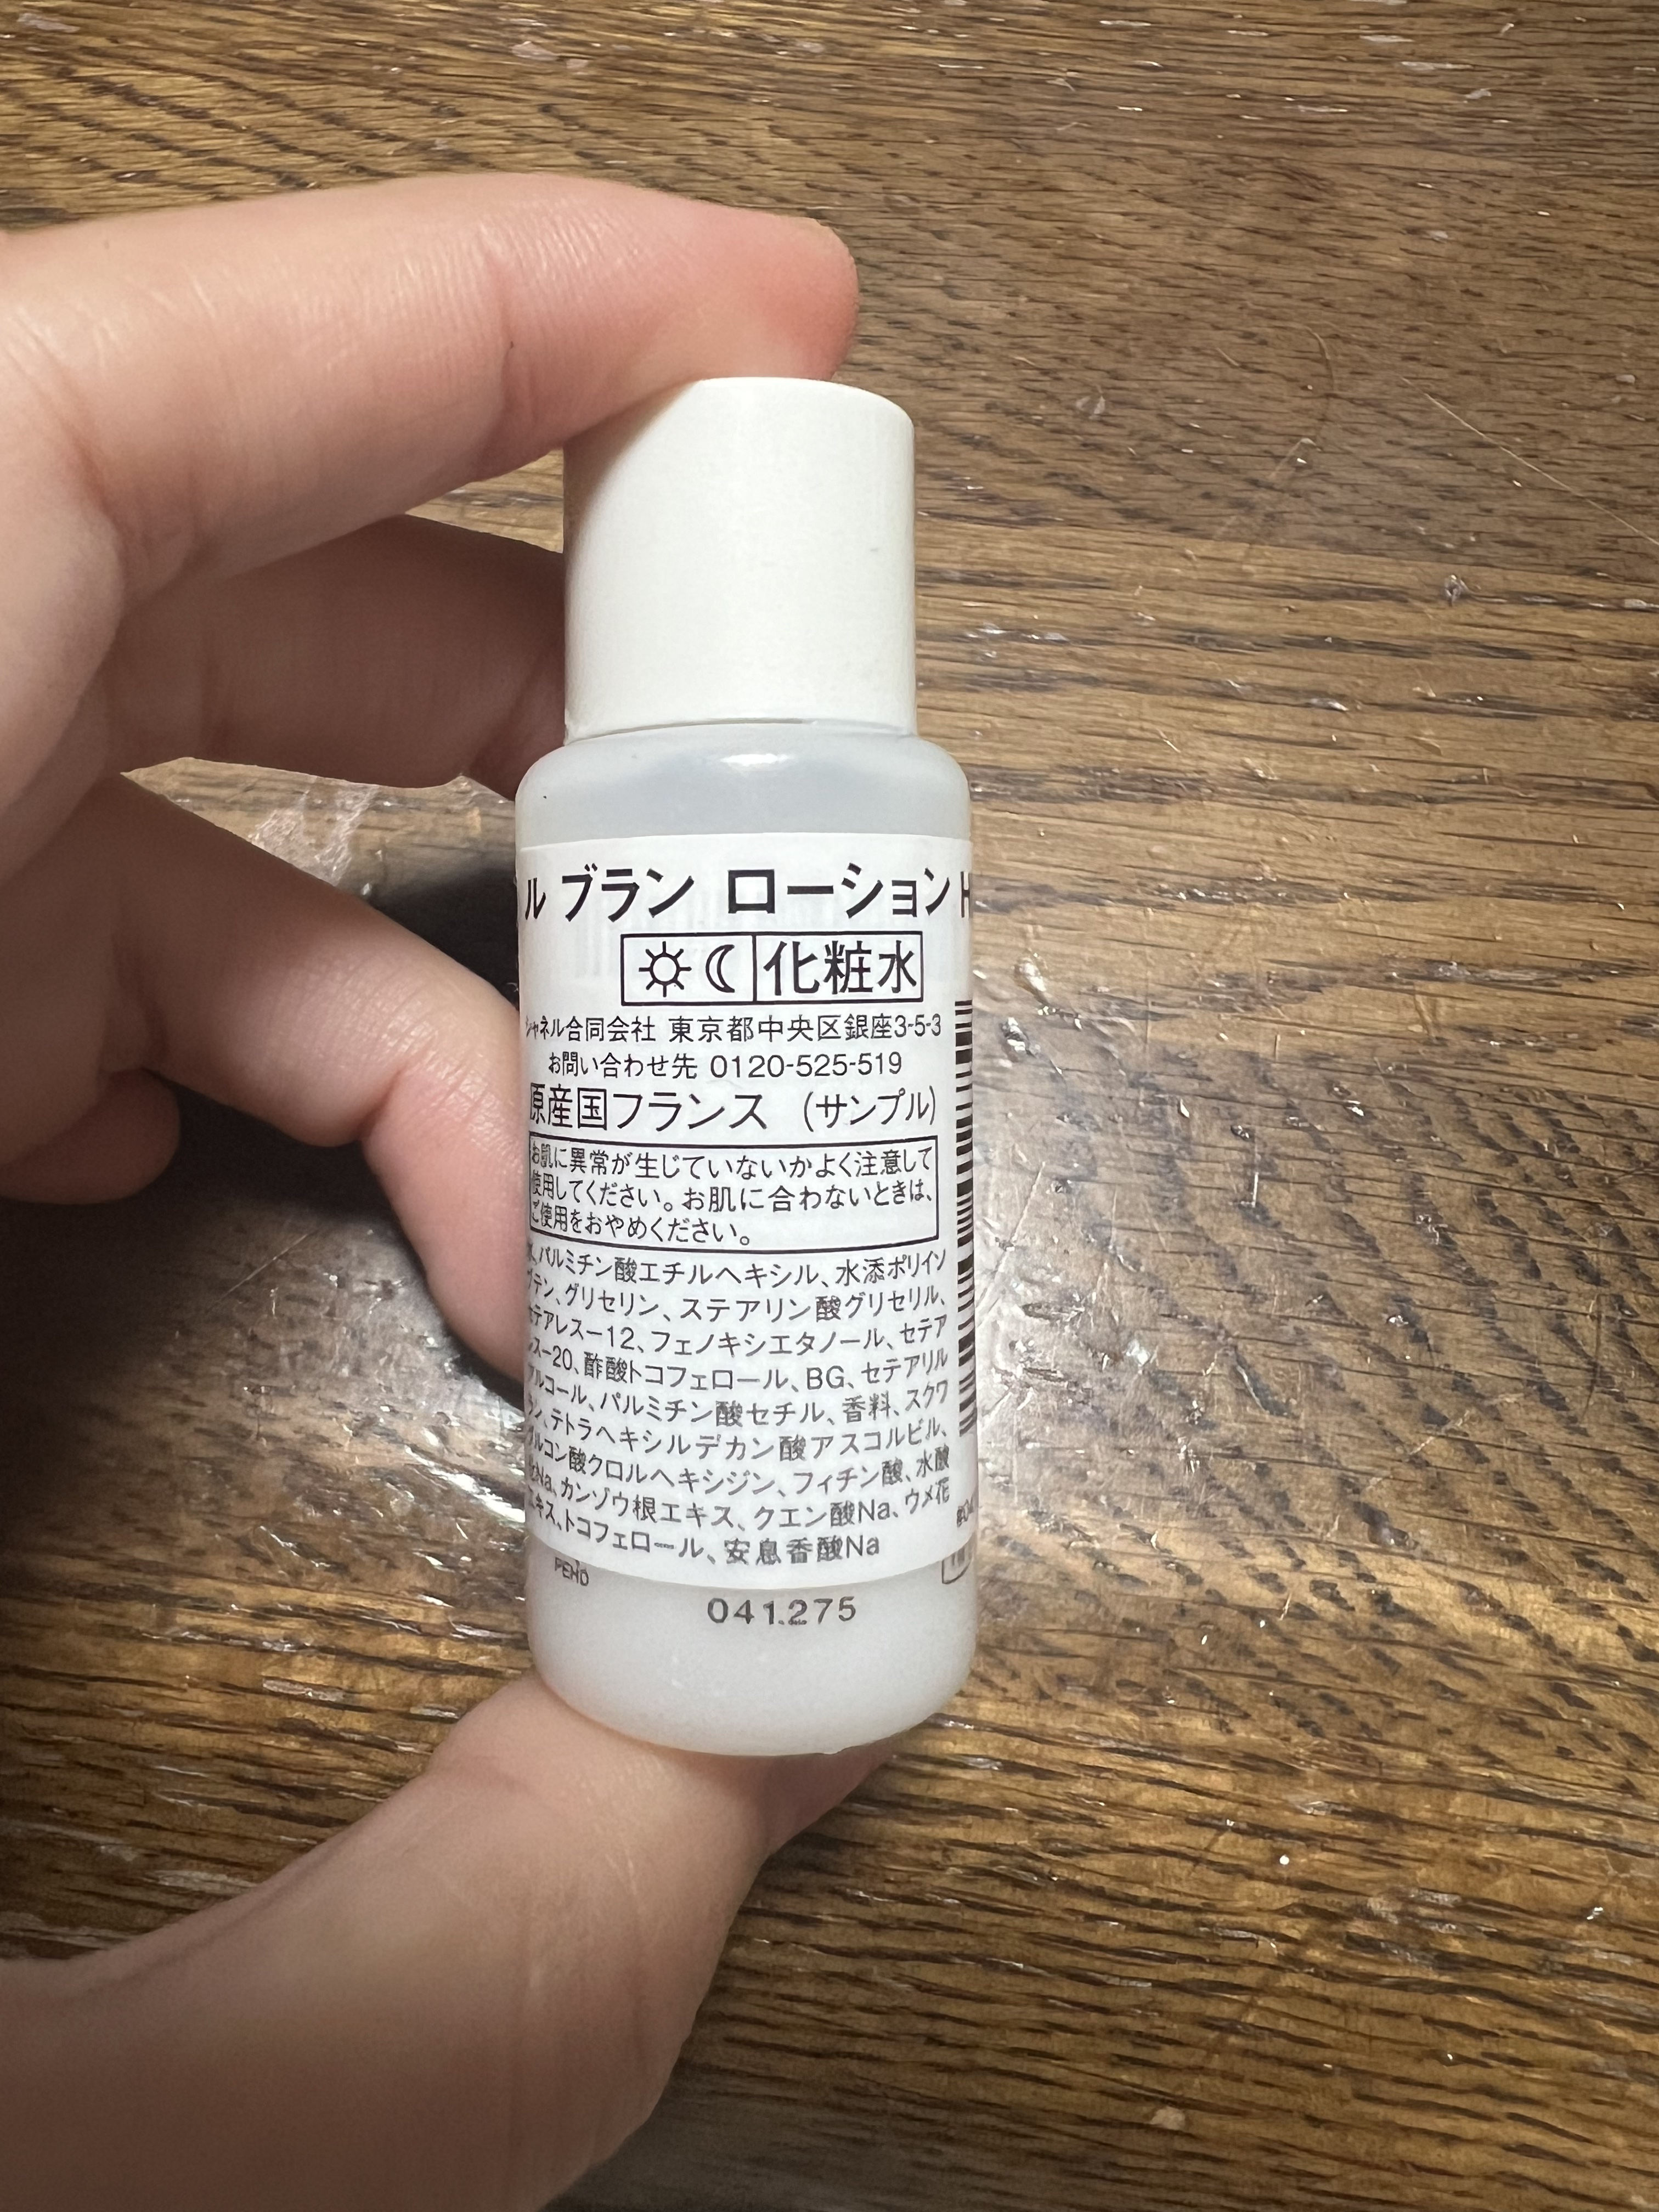 ル ブラン ローション H
化粧水
シャネル合同会社 東京都中央区銀座3-5-3
お問い合わせ先 0120-525-519
原産国フランス (サンプル)
お肌に異常が生じていないかよく注意して
使用してください。お肌に合わないときは、
ご使用をおやめください。
水、パルミチン酸エチルヘキシル、水添ポリイソ
ブテン、グリセリン、ステアリン酸グリセリル、
セテアレス-12、フェノキシエタノール、セテア
レス-20、酢酸トコフェロール、BG、セテアリル
アルコール、パルミチン酸セチル、香料、スクワ
ラン、テトラヘキシルデカン酸アスコルビル、
グルコン酸クロルヘキシジン、フィチン酸、水酸
化Na、カンゾウ根エキス、クエン酸Na、ウメ花
エキス、トコフェロール、安息香酸Na
PEHD
041.275